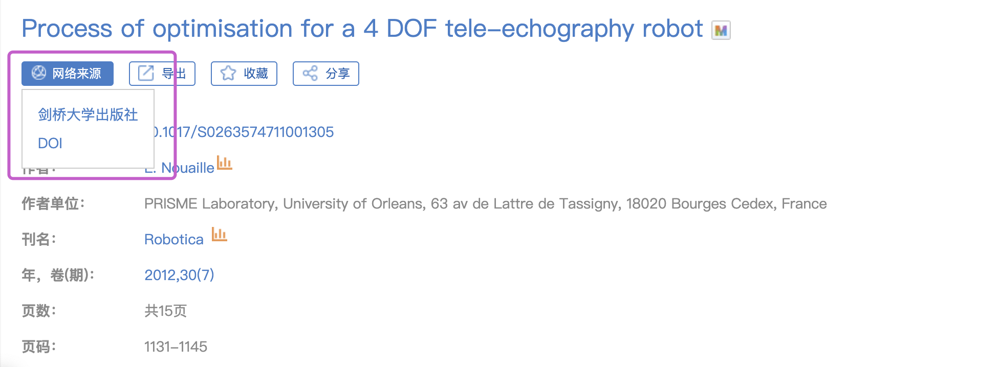 Process of optimisation for a 4 DOF tele-echography robot M
网络来源 导出 收藏 分享
剑桥大学出版社
0.1017/S0263574711001305
DOI
作者： L. Nouaille
作者单位： PRISME Laboratory, University of Orleans, 63 av de Lattre de Tassigny, 18020 Bourges Cedex, France
刊名： Robotica
年，卷(期)： 2012,30(7)
页数： 共15页
页码： 1131-1145